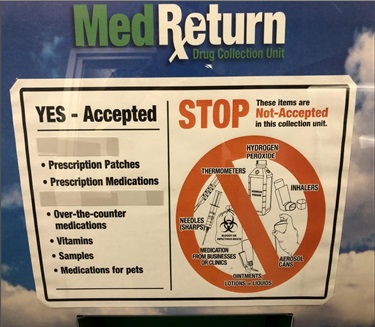 MedReturn
Drug Collection Unit
YES - Accepted
• Prescription Patches
• Prescription Medications
• Over-the-counter
medications
• Vitamins
• Samples
• Medications for pets
STOP
These items are
Not-Accepted
in this collection unit.
HYDROGEN
PEROXIDE
THERMOMETERS
INHALERS
NEEDLES
(SHARPS)
MEDICATION
FROM BUSINESSES
OR CLINICS
AEROSOL
CANS
OINTMENTS
LOTIONS - LIQUIDS